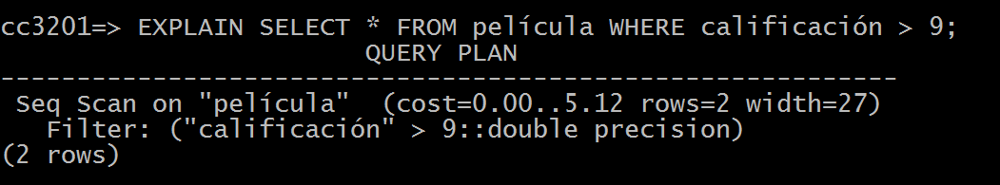 cc3201=> EXPLAIN SELECT * FROM película WHERE calificación > 9;
QUERY PLAN
-----------------------------------------------------------
Seq Scan on "película"  (cost=0.00..5.12 rows=2 width=27)
Filter: ("calificación" > 9::double precision)
(2 rows)